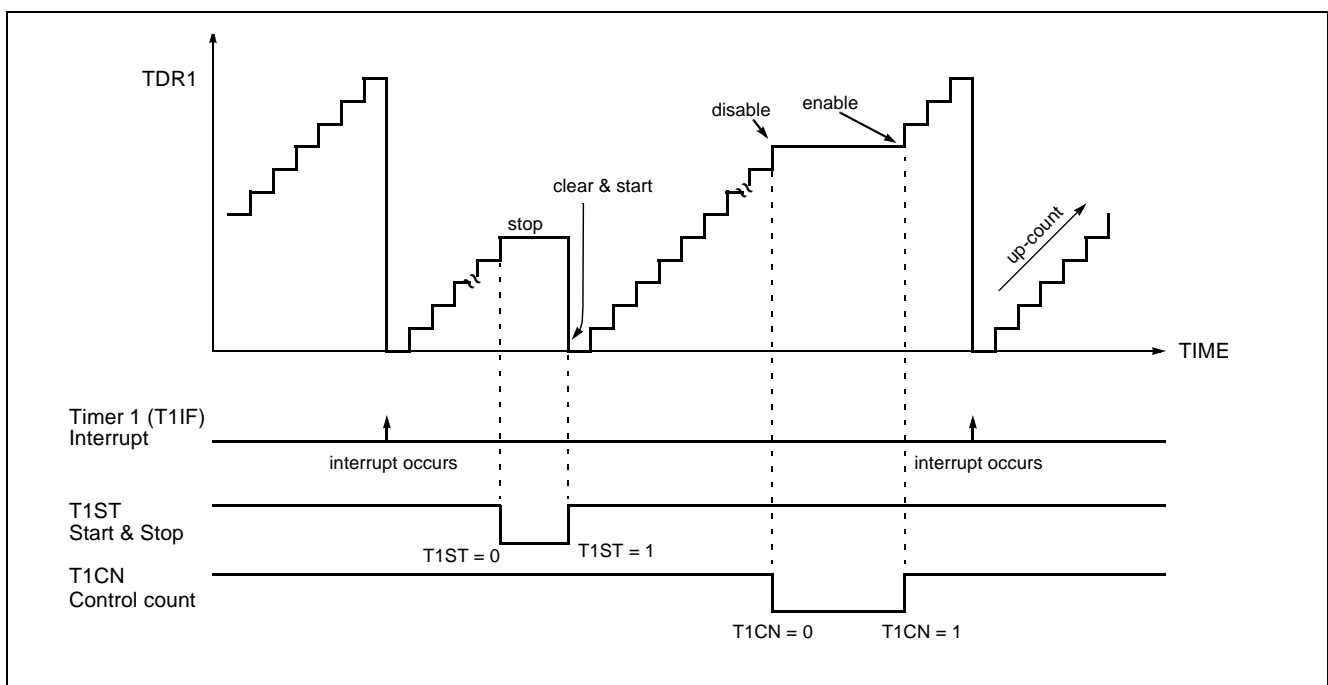 TDR1
disable
enable
clear & start
stop
up-count
TIME
Timer 1 (T1IF)
Interrupt
interrupt occurs
interrupt occurs
T1ST
Start & Stop
T1ST = 0
T1ST = 1
T1CN
Control count
T1CN = 0
T1CN = 1